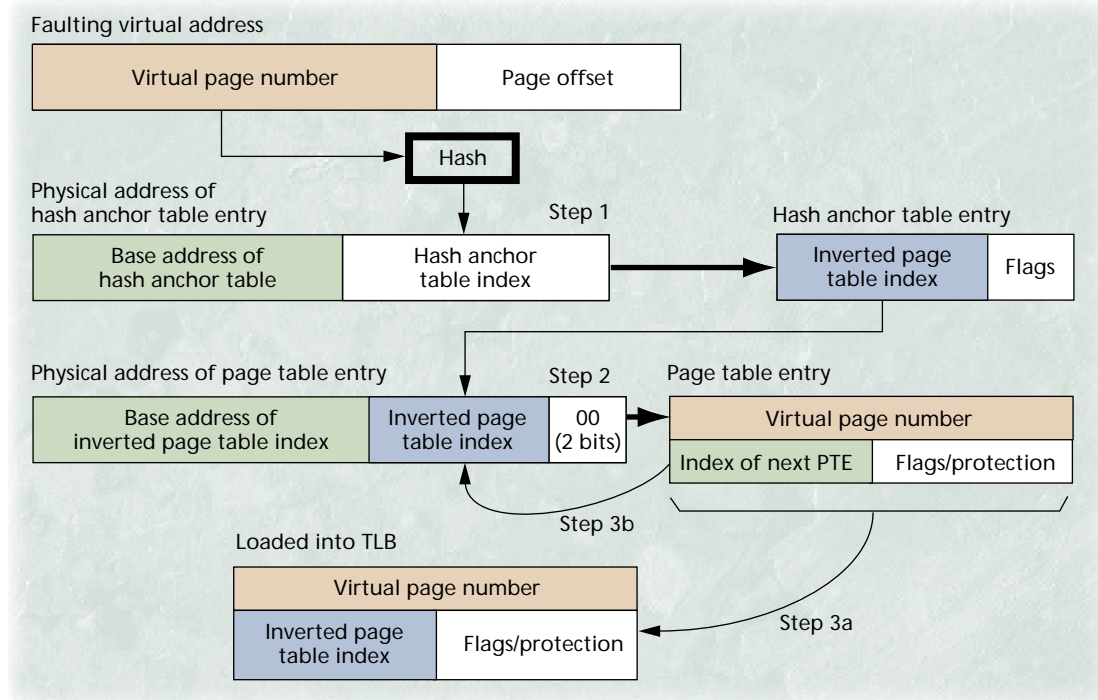 Faulting virtual address
Virtual page number
Page offset
Hash
Physical address of
hash anchor table entry
Step 1
Hash anchor table entry
Base address of
hash anchor table
Hash anchor
table index
Inverted page
table index
Flags
Physical address of page table entry
Step 2
Page table entry
Base address of
inverted page table index
Inverted page
table index
00
(2 bits)
Virtual page number
Index of next PTE
Flags/protection
Step 3b
Loaded into TLB
Virtual page number
Inverted page
table index
Flags/protection
Step 3a